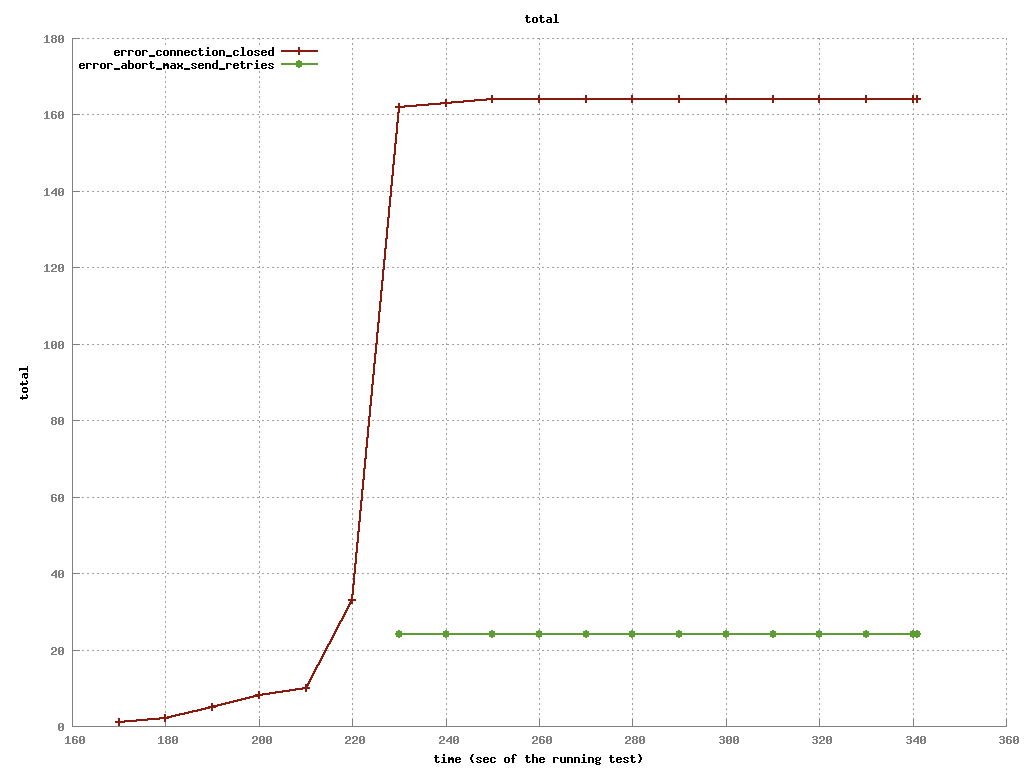 total
error_connection_closed
error_abort_max_send_retries
180
160
140
120
100
80
60
40
20
0
total
160 180 200 220 240 260 280 300 320 340 360
time (sec of the running test)